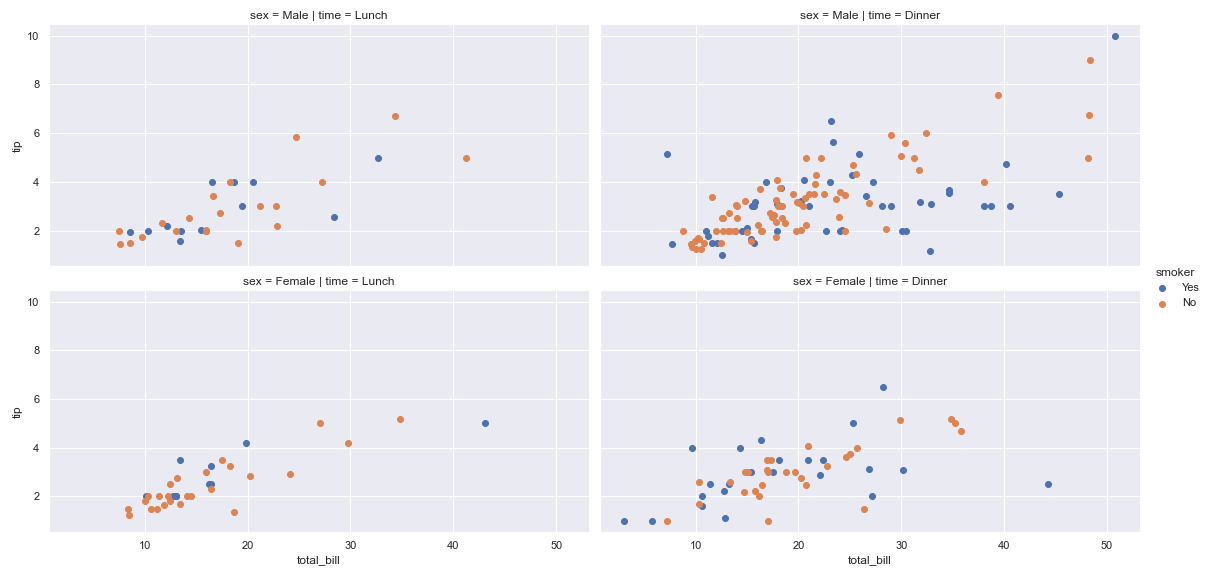 sex = Male | time = Lunch
sex = Male | time = Dinner
10
8
6
4
2
tip
sex = Female | time = Lunch
sex = Female | time = Dinner
smoker
Yes
No
10
8
6
4
2
tip
10 20 30 40 50
10 20 30 40 50
total_bill
total_bill